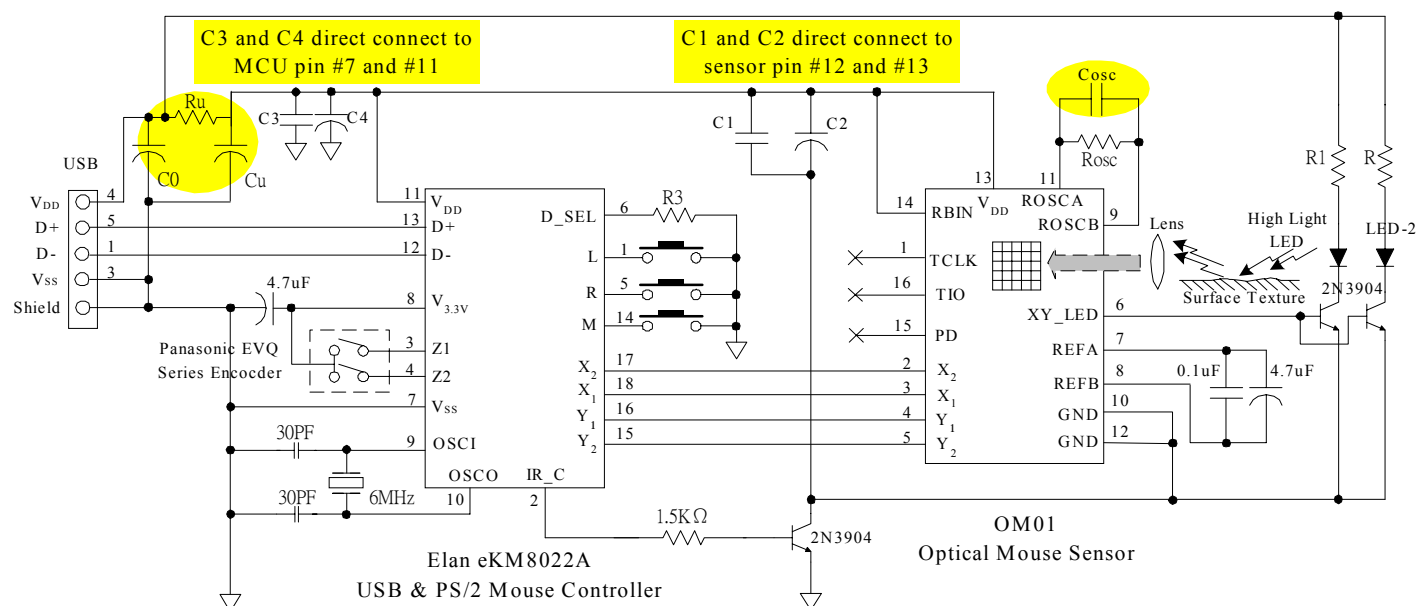 C3 and C4 direct connect to
MCU pin #7 and #11
C1 and C2 direct connect to
sensor pin #12 and #13
Cosc
Ru
C3
C4
C1
C2
Rosc
R1
R
USB
C0
Cu
VDD
4
D+
5
D-
1
VSS
3
Shield
4.7uF
Panasonic EVQ
Series Encocder
30PF
30PF
6MHz
11
VDD
13
D+
12
D-
8
V3.3V
3
Z1
4
Z2
7
VSS
9
OSCI
OSCO
10
IR_C
2
D_SEL
6
R3
L
1
R
5
M
14
X2
17
X1
18
Y1
16
Y2
15
1.5KΩ
2N3904
Elan eKM8022A
USB & PS/2 Mouse Controller
13
VDD
11
ROSCA
ROSCB
9
14
RBIN
1
TCLK
16
TIO
15
PD
2
X2
3
X1
4
Y1
5
Y2
XY_LED
6
REFA
7
REFB
8
GND
10
GND
12
0.1uF
4.7uF
Lens
High Light
LED
Surface Texture
LED-2
2N3904
OM01
Optical Mouse Sensor